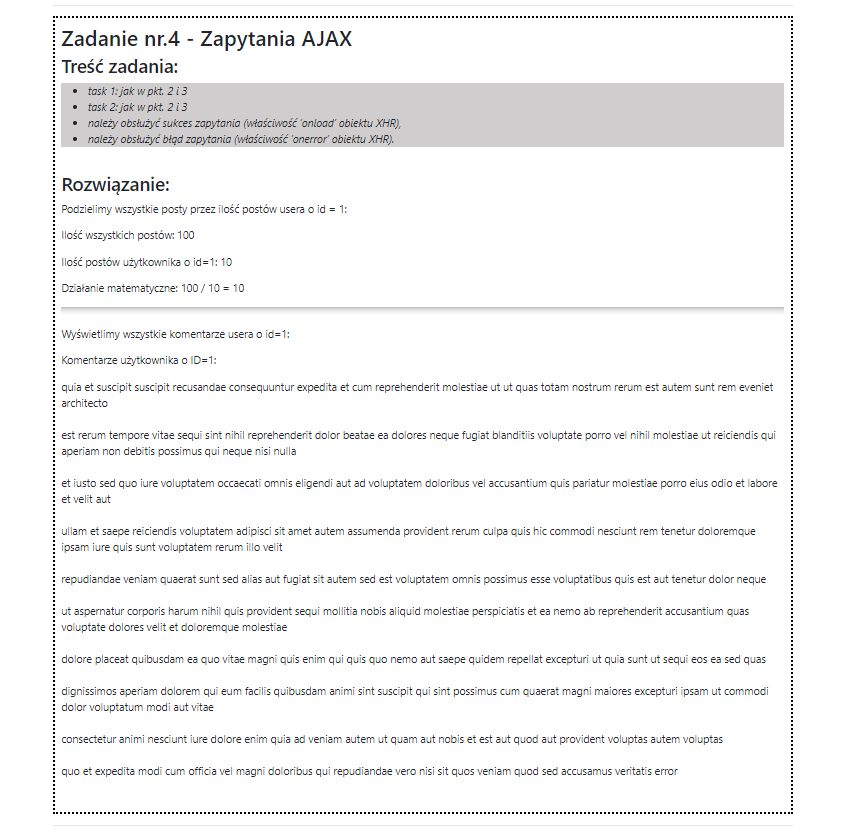 Zadanie nr.4 - Zapytania AJAX
Treść zadania:
• task 1: jak w pkt. 2 i 3
• task 2: jak w pkt. 2 i 3
• należy obsłużyć sukces zapytania (właściwość 'onload' obiektu XHR),
• należy obsłużyć błąd zapytania (właściwość 'onerror' obiektu XHR).
Rozwiązanie:
Podzielimy wszystkie posty przez ilość postów usera o id = 1:
Ilość wszystkich postów: 100
Ilość postów użytkownika o id=1: 10
Działanie matematyczne: 100 / 10 = 10
Wyświetlimy wszystkie komentarze usera o id=1:
Komentarze użytkownika o ID=1:
quia et suscipit suscipit recusandae consequuntur expedita et cum reprehenderit molestiae ut ut quas totam nostrum rerum est autem sunt rem eveniet
architecto
est rerum tempore vitae sequi sint nihil reprehenderit dolor beatae ea dolores neque fugiat blanditiis voluptate porro vel nihil molestiae ut reiciendis qui
aperiam non debitis possimus qui neque nisi nulla
et iusto sed quo iure voluptatem occaecati omnis eligendi aut ad voluptatem doloribus vel accusantium quis pariatur molestiae porro eius odio et labore
et velit aut
ullam et saepe reiciendis voluptatem adipisci sit amet autem assumenda provident rerum culpa quis hic commodi nesciunt rem tenetur doloremque
ipsam iure quis sunt voluptatem rerum illo velit
repudiandae veniam quaerat sunt sed alias aut fugiat sit autem sed est voluptatem omnis possimus esse voluptatibus quis est aut tenetur dolor neque
ut aspernatur corporis harum nihil quis provident sequi mollitia nobis aliquid molestiae perspiciatis et ea nemo ab reprehenderit accusantium quas
voluptate dolores velit et doloremque molestiae
dolore placeat quibusdam ea quo vitae magni quis enim qui quis quo nemo aut saepe quidem repellat excepturi ut quia sunt ut sequi eos ea sed quas
dignissimos aperiam dolorem qui eum facilis quibusdam animi sint suscipit qui sint possimus cum quaerat magni maiores excepturi ipsam ut commodi
dolor voluptatum modi aut vitae
consectetur animi nesciunt iure dolore enim quia ad veniam autem ut quam aut nobis et est aut quod aut provident voluptas autem voluptas
quo et expedita modi cum officia vel magni doloribus qui repudiandae vero nisi sit quos veniam quod sed accusamus veritatis error